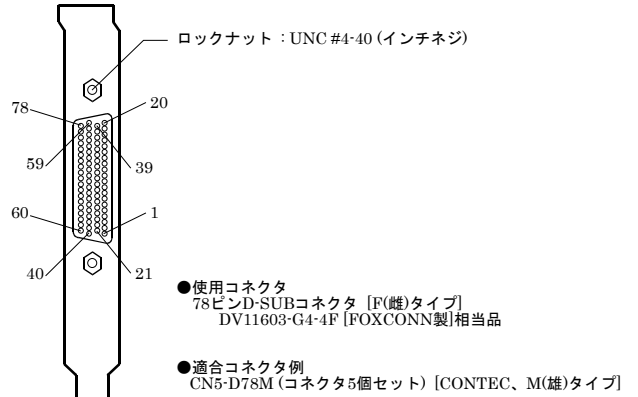 ロックナット：UNC #4-40 (インチネジ)
78
20
59
39
60
1
40
21
●使用コネクタ
78ピンD-SUBコネクタ [F(雌)タイプ]
DV11603-G4-4F [FOXCONN製]相当品
●適合コネクタ例
CN5-D78M (コネクタ5個セット) [CONTEC、M(雄)タイプ]